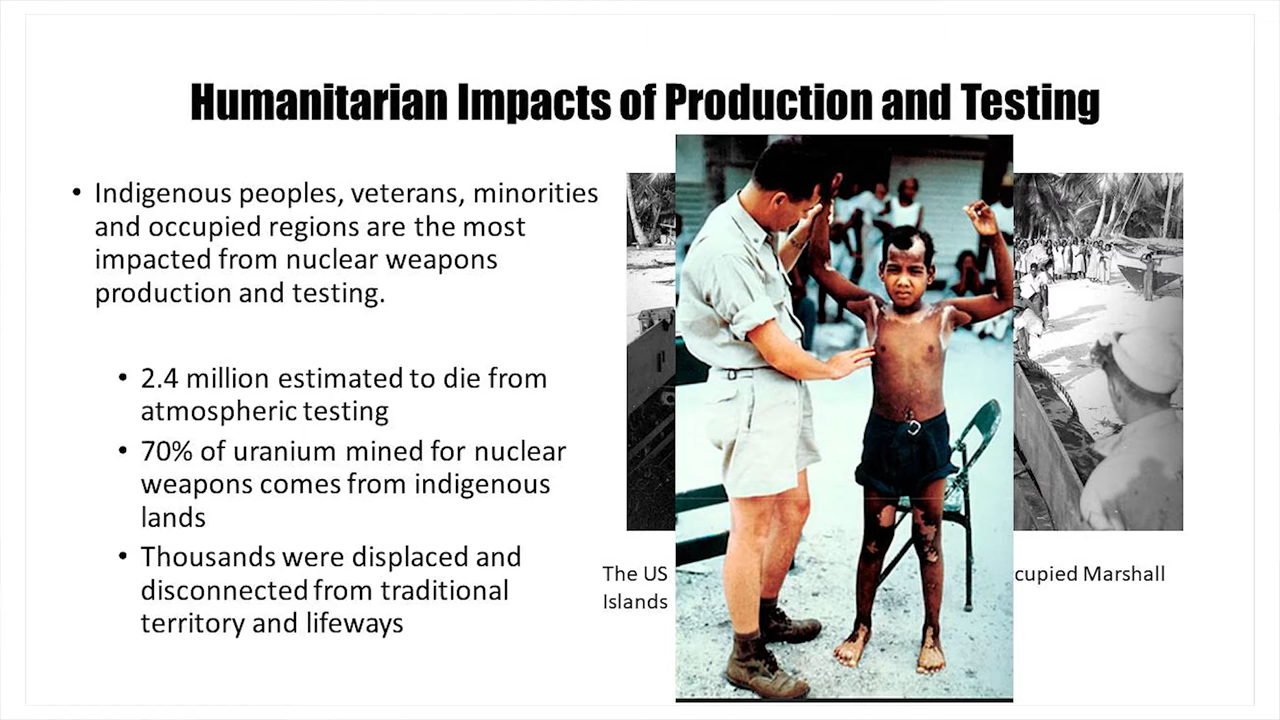 Humanitarian Impacts of Production and Testing
• Indigenous peoples, veterans, minorities
and occupied regions are the most
impacted from nuclear weapons
production and testing.
• 2.4 million estimated to die from
atmospheric testing
• 70% of uranium mined for nuclear
weapons comes from indigenous
lands
• Thousands were displaced and
disconnected from traditional
territory and lifeways
The US cupied Marshall
Islands